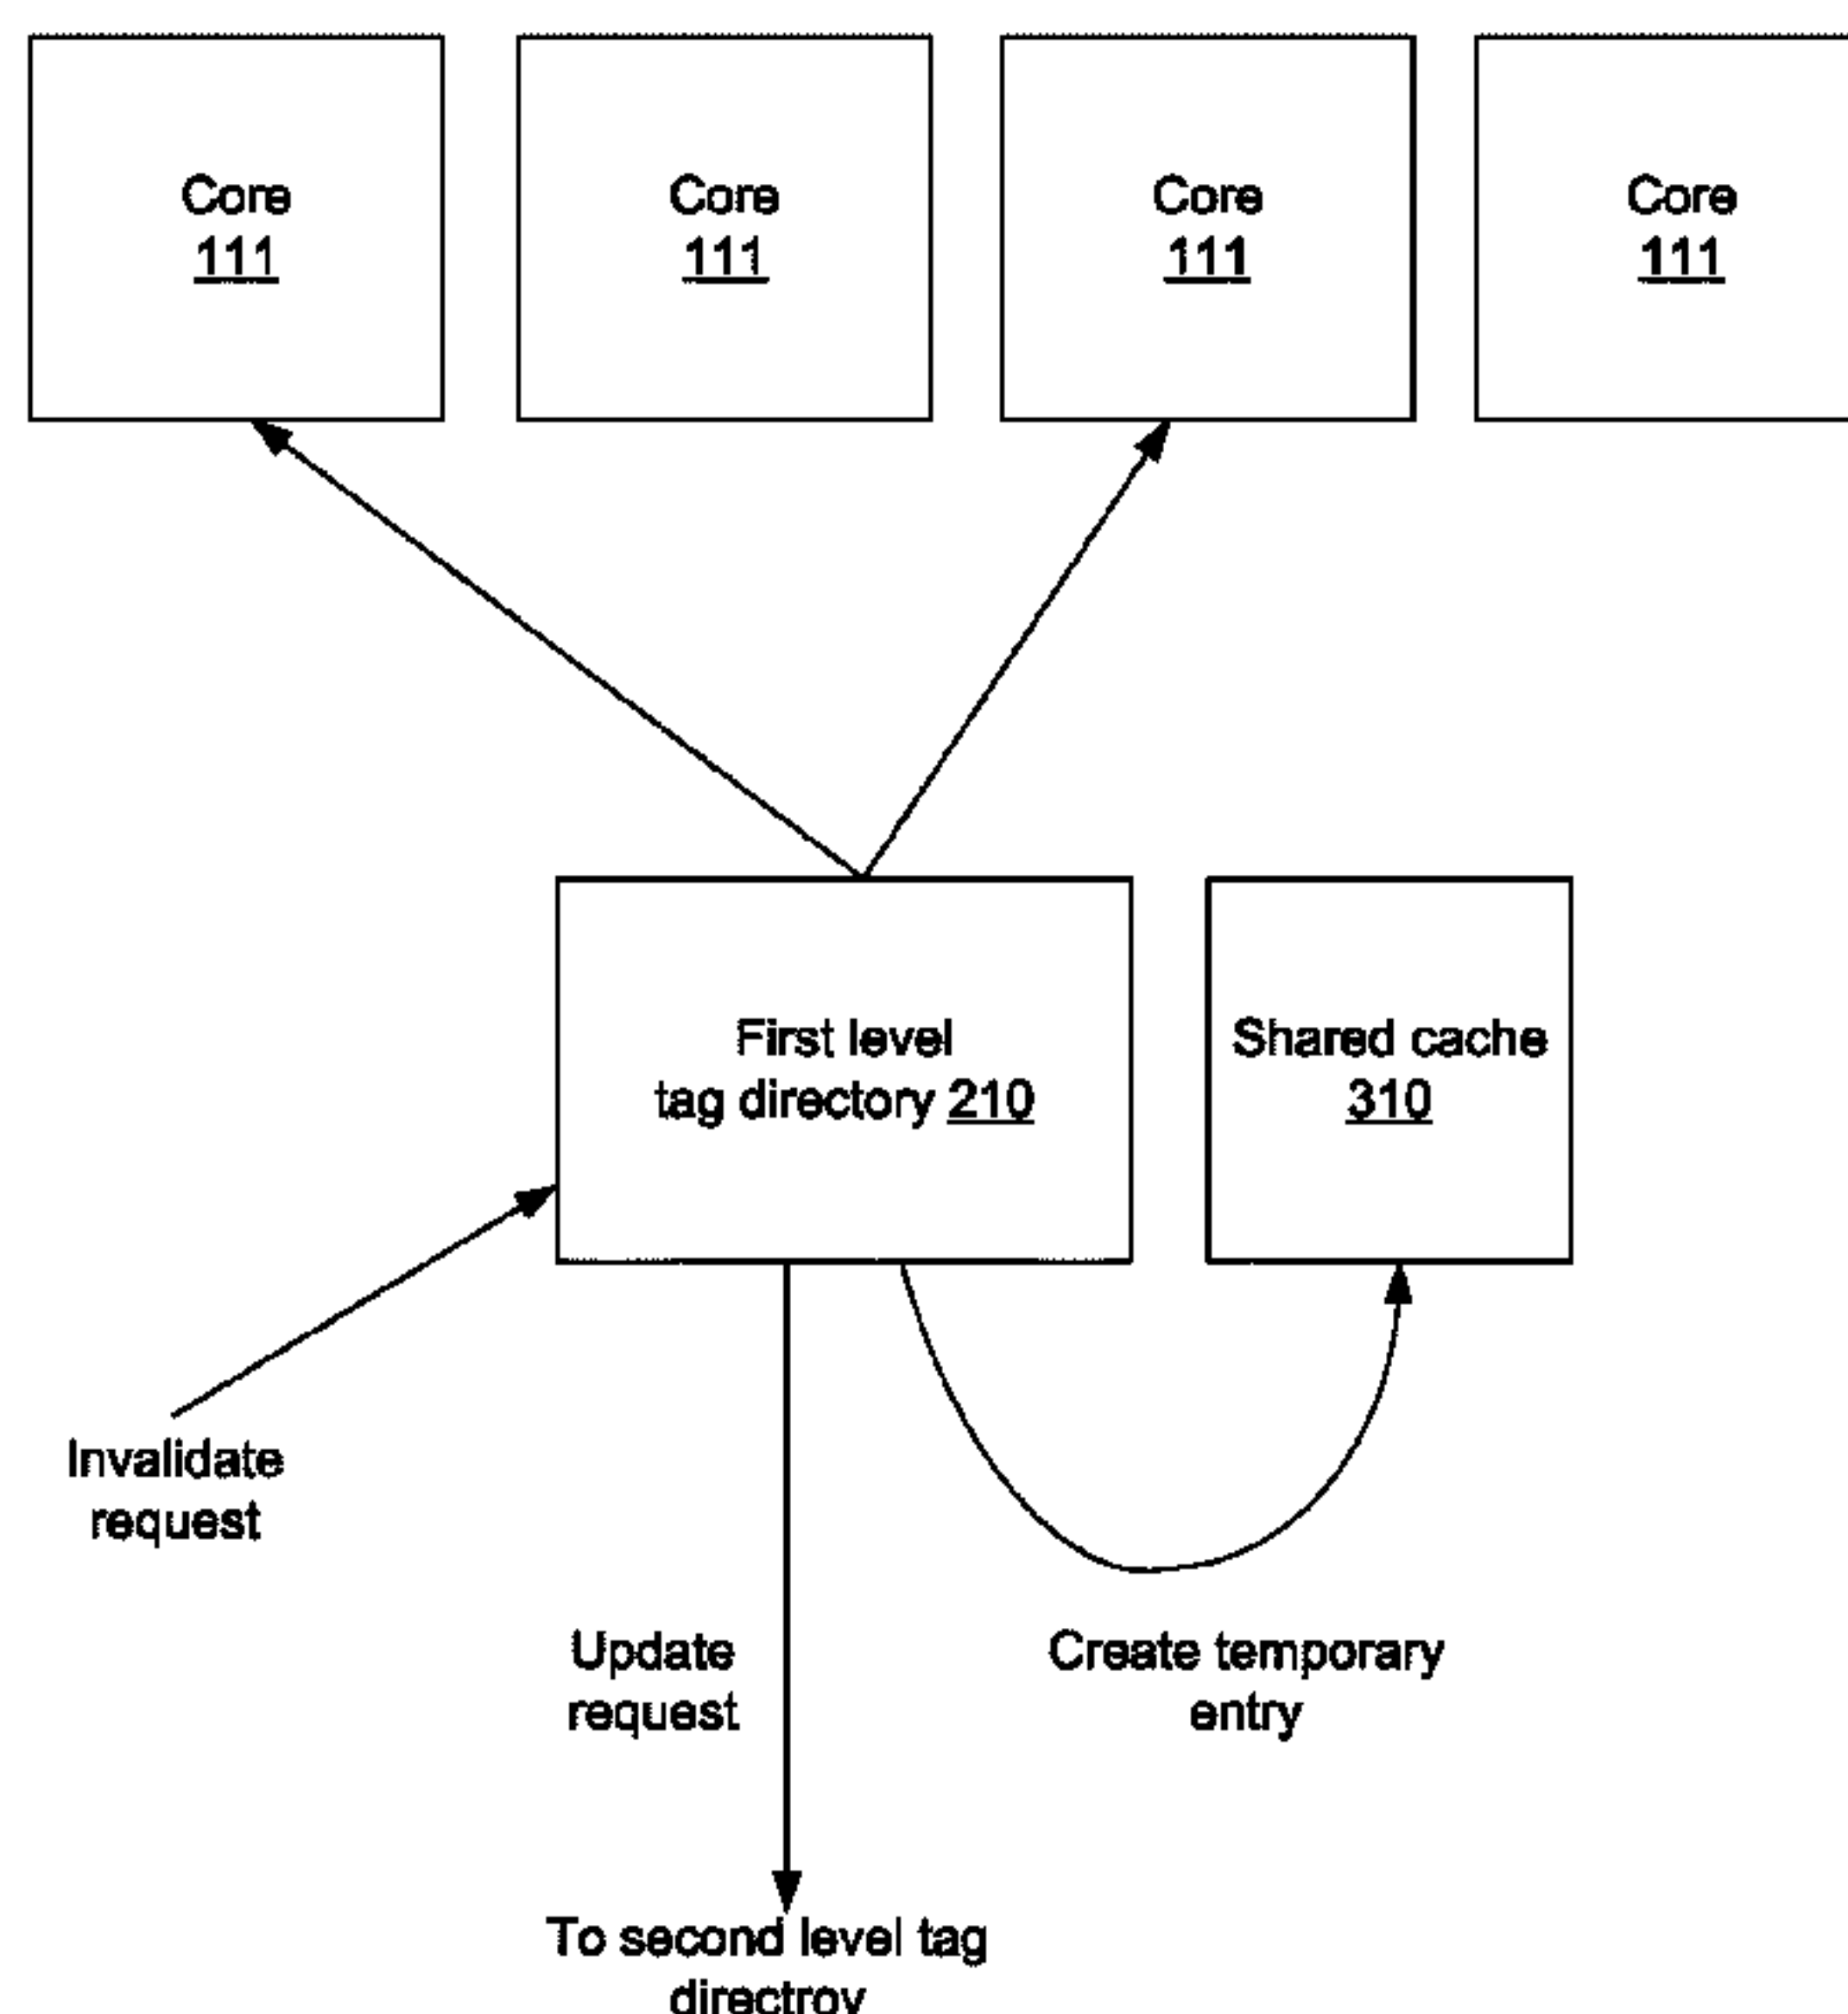 Core
111
Core
111
Core
111
Core
111
First level
tag directory 210
Shared cache
310
Invalidate
request
Update
request
Create temporary
entry
To second level tag
directroy